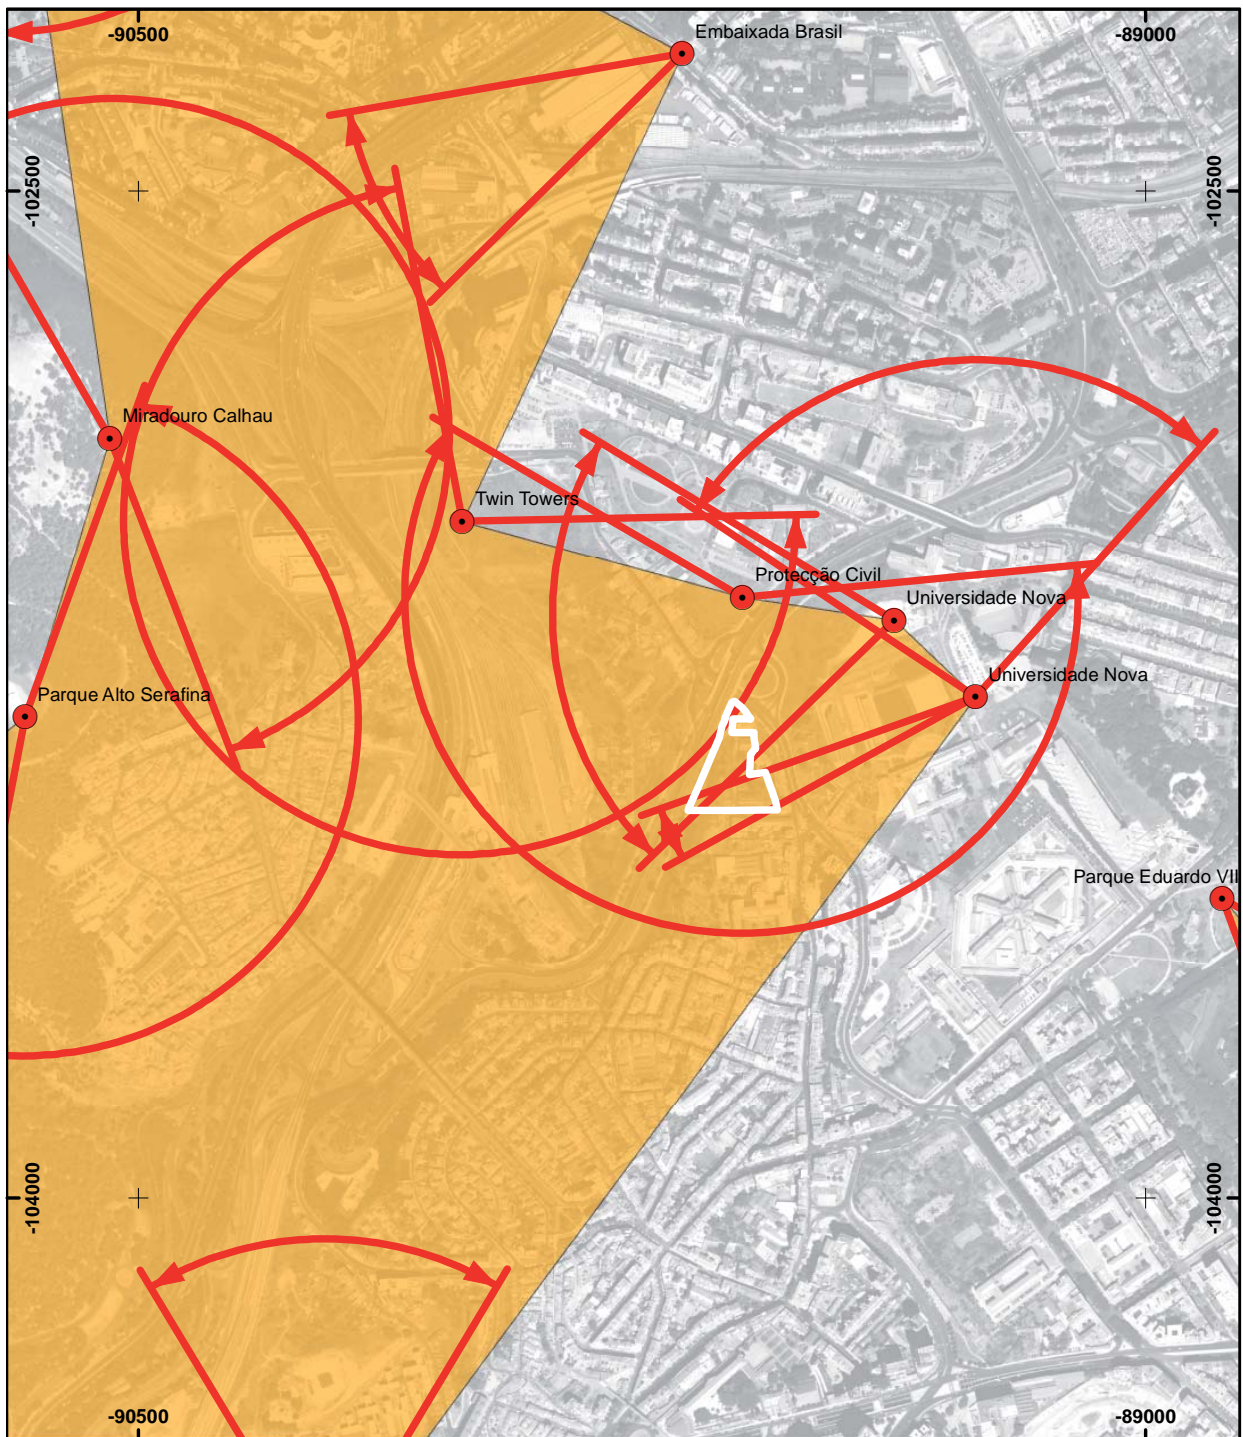 -90500
-89000
Embaixada Brasil
-102500
-102500
Miradouro Calhau
Twin Towers
Protecção Civil
Universidade Nova
Universidade Nova
Parque Alto Serafina
Parque Eduardo VII
-104000
-104000
-90500
-89000